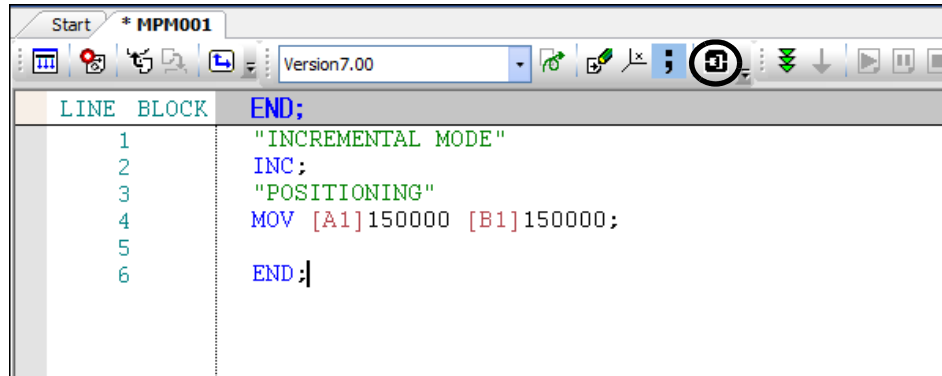 Start * MPM001
Version7.00
LINE BLOCK END;
1 "INCREMENTAL MODE"
2 INC;
3 "POSITIONING"
4 MOV [A1]150000 [B1]150000;
5
6 END;